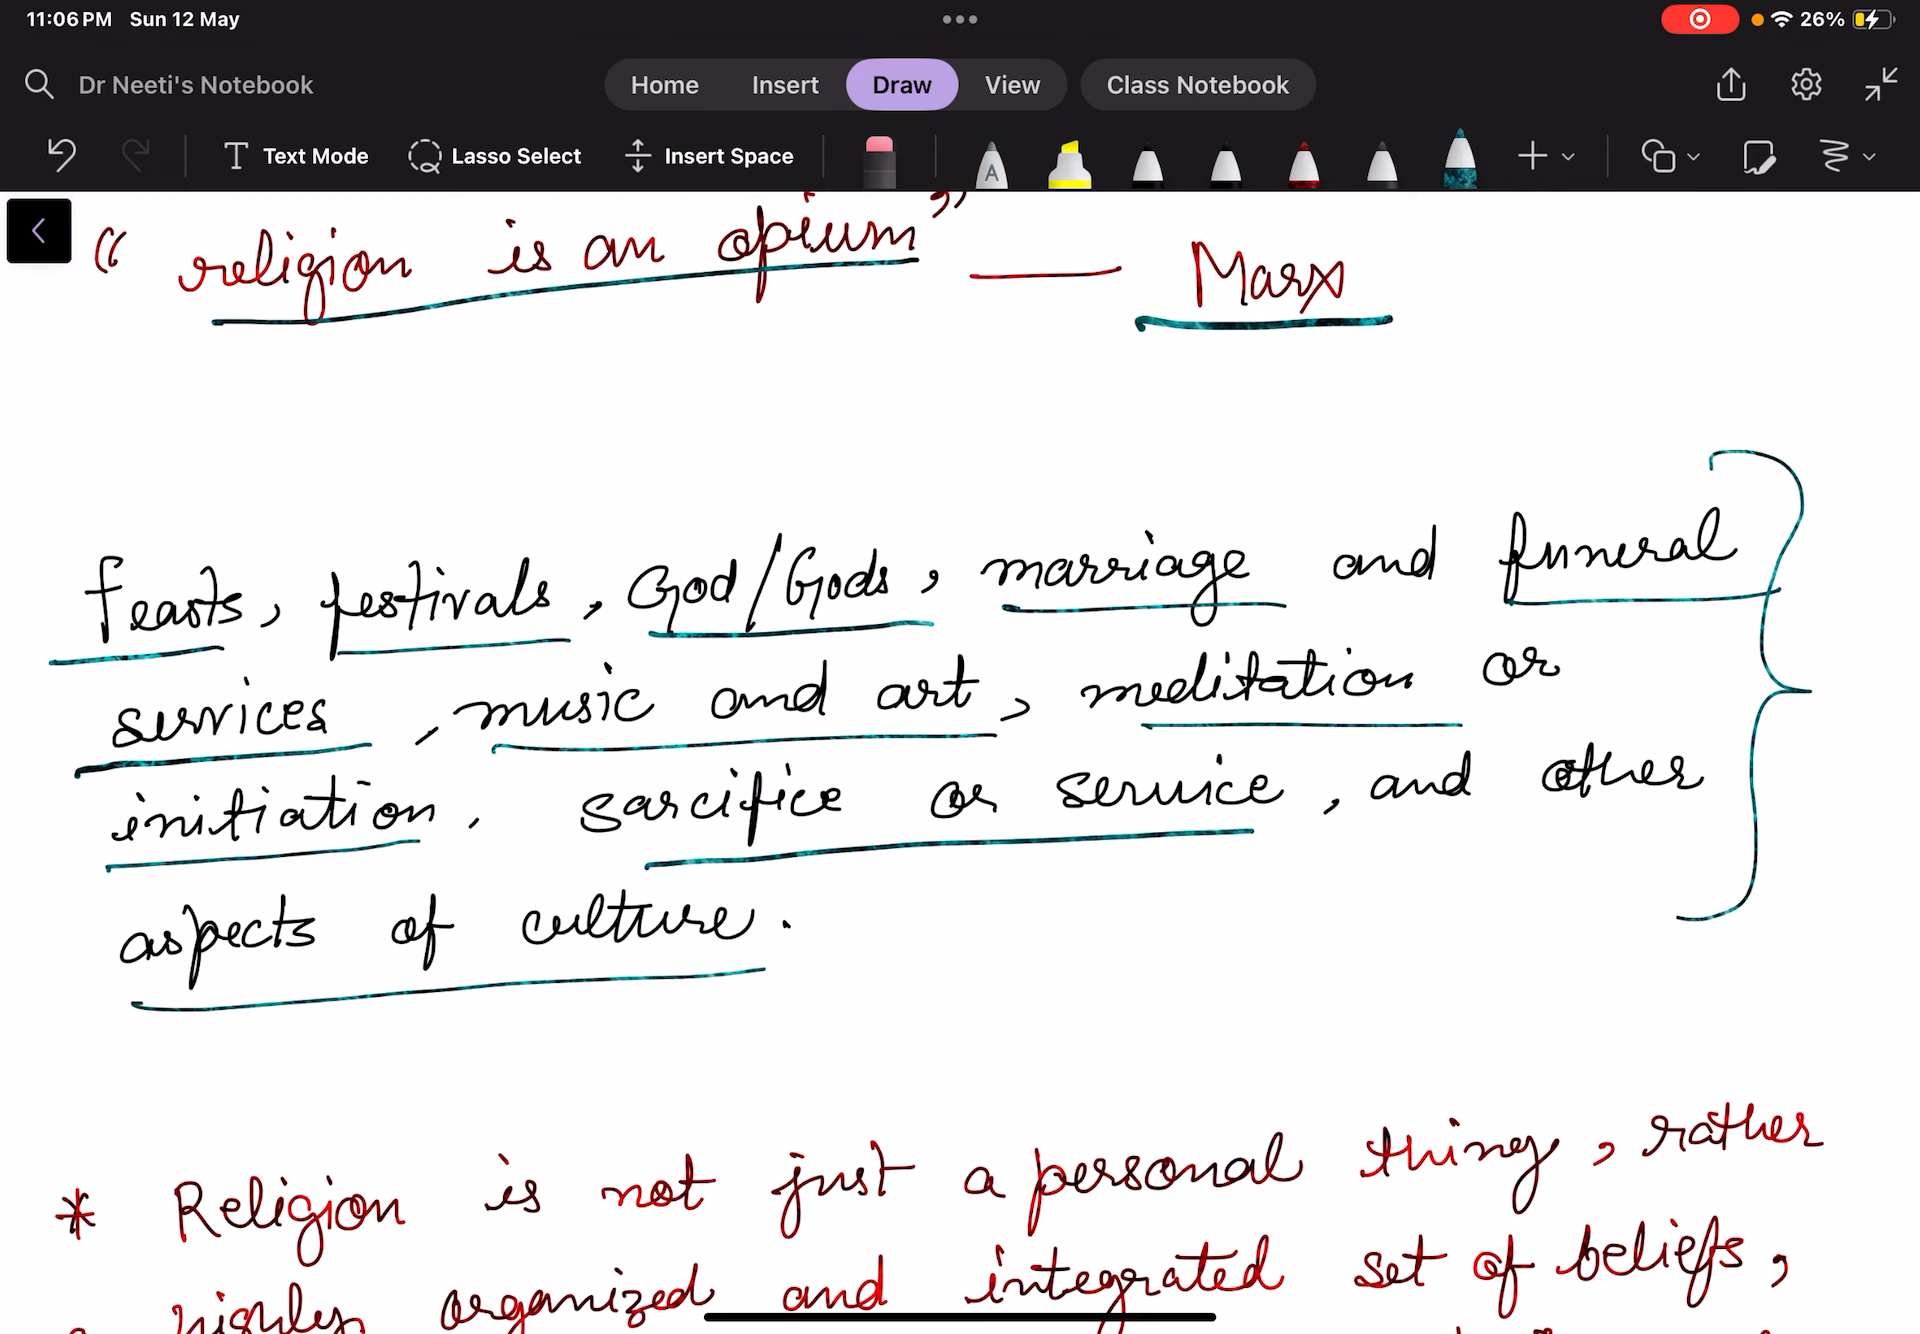 11:06 PM Sun 12 May
26%
Dr Neeti's Notebook
Home Insert Draw View Class Notebook
Text Mode Lasso Select Insert Space
A
“ religion is an opium” — Marx
feasts, festivals, God/Gods, marriage and funeral
services, music and art, meditation or
initiation, sarcifice or service, and other
aspects of culture.
* Religion is not just a personal thing, rather
highly organized and integrated set of beliefs,